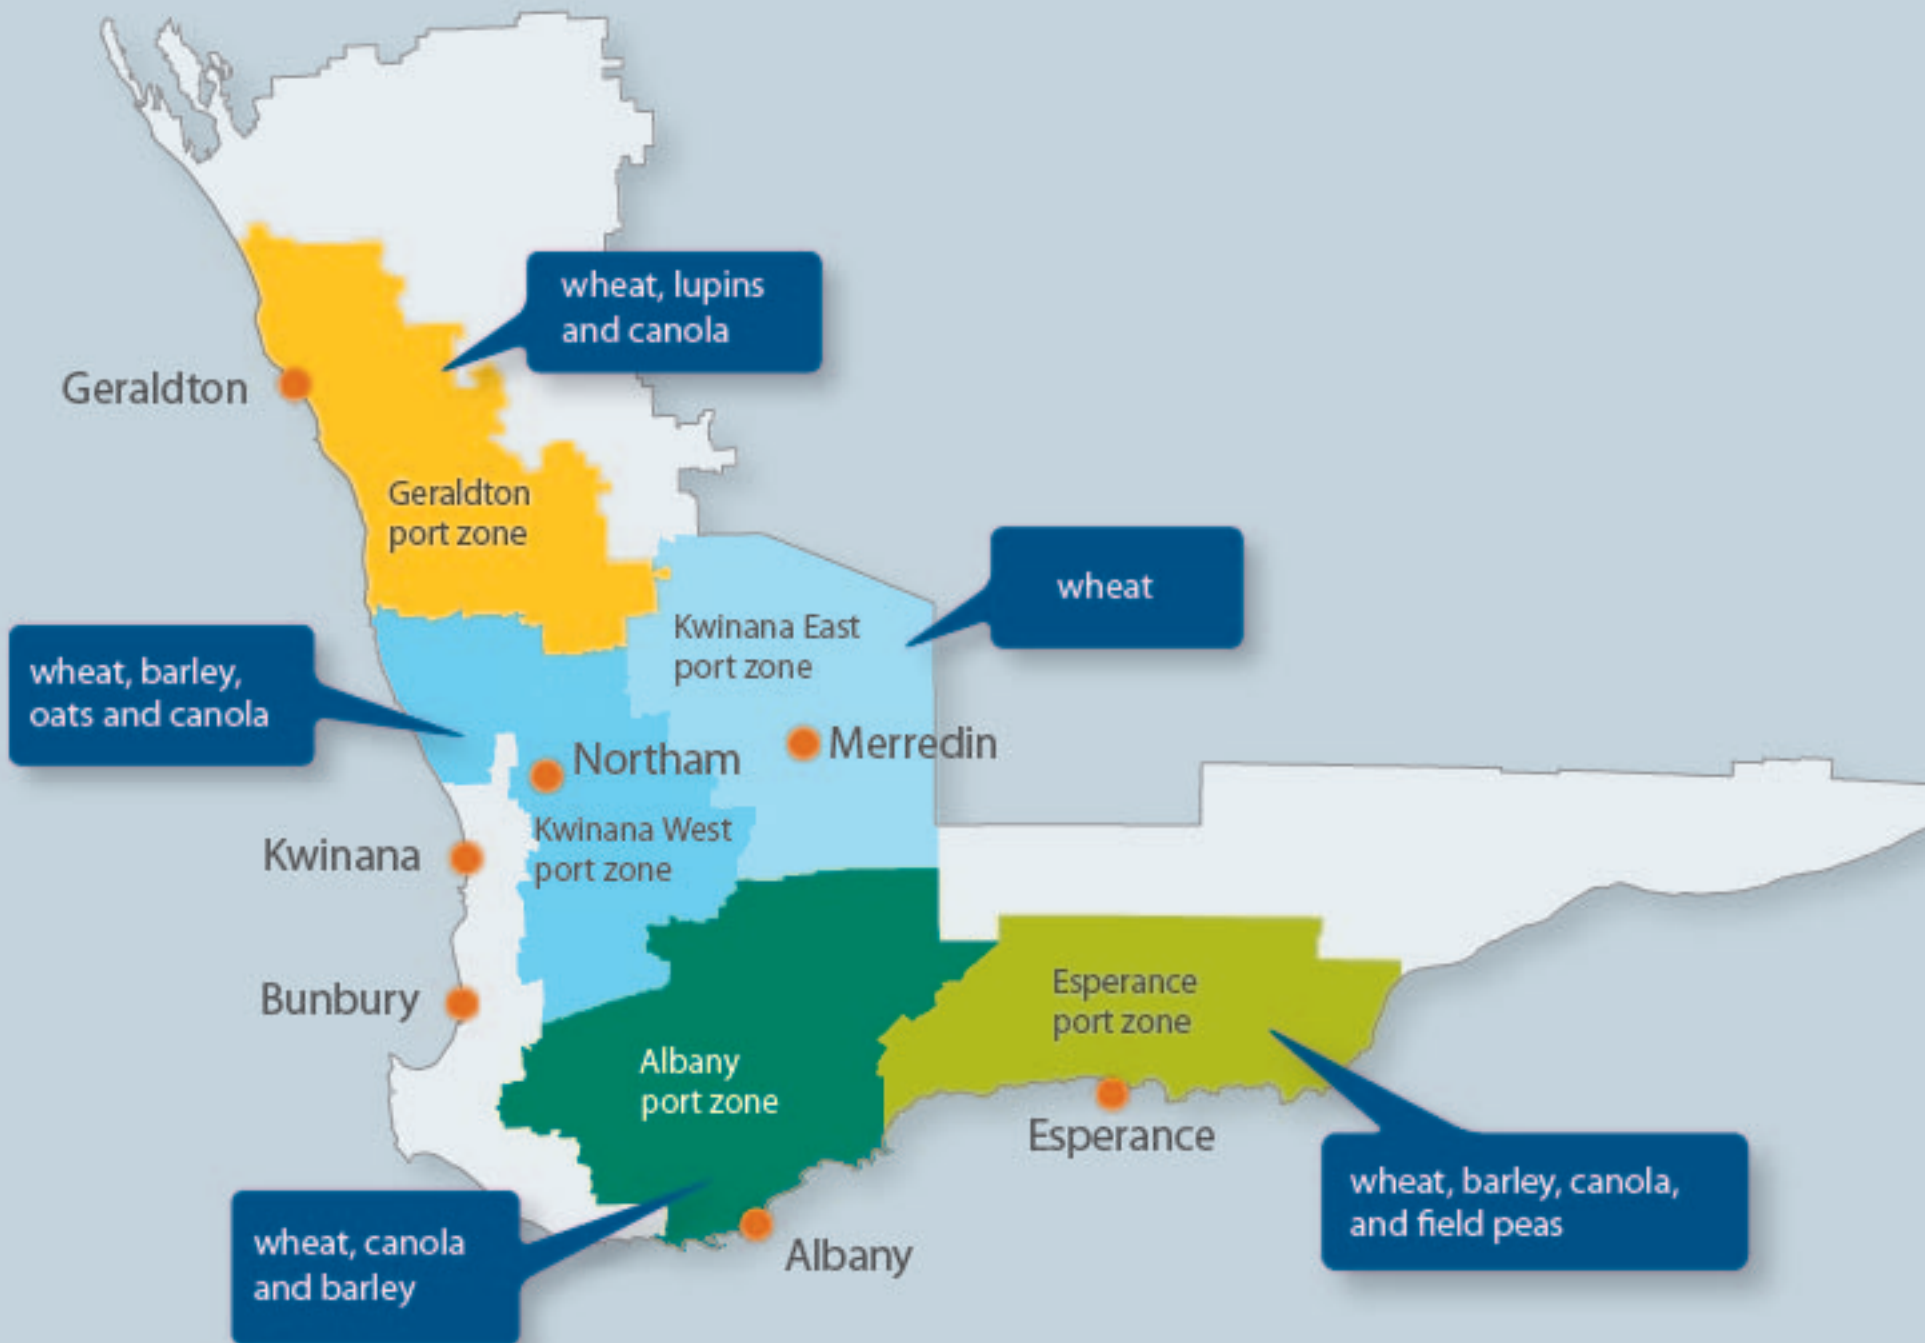 wheat, lupins
and canola
Geraldton
Geraldton
port zone
wheat
Kwinana East
port zone
wheat, barley,
oats and canola
Merredin
Northam
Kwinana West
port zone
Kwinana
Bunbury
Esperance
port zone
Albany
port zone
Esperance
wheat, barley, canola,
and field peas
wheat, canola
and barley
Albany